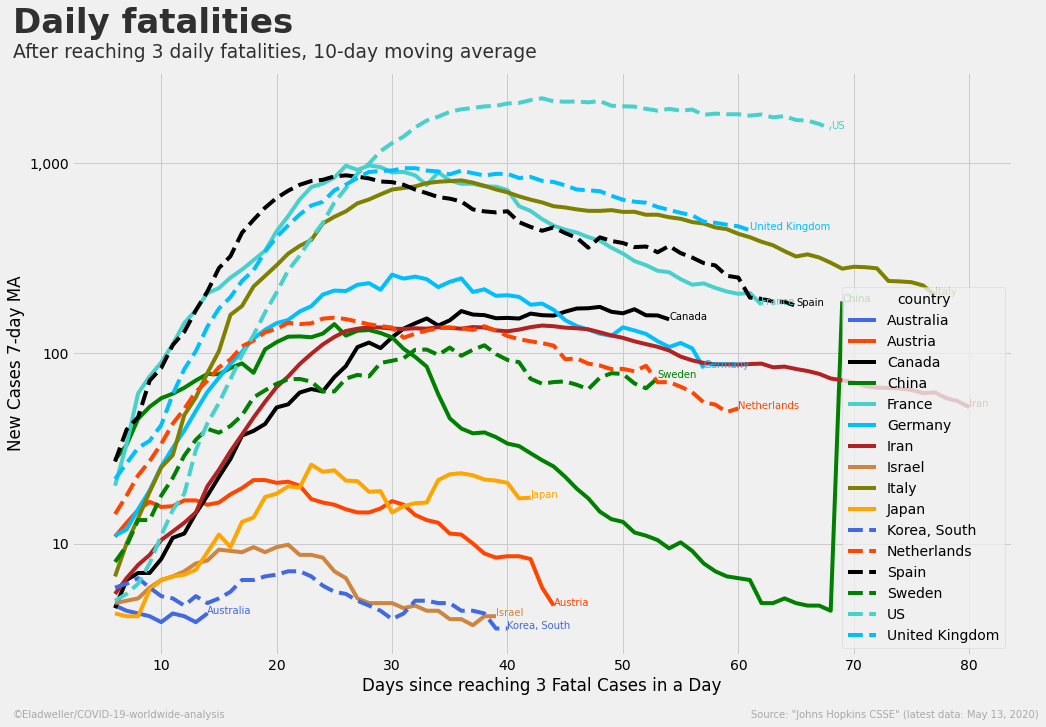 Daily fatalities
After reaching 3 daily fatalities, 10-day moving average
New Cases 7-day MA
1,000
100
10
US
United Kingdom
Italy
China
France
Spain
Canada
Germany
Sweden
Netherlands
Iran
Japan
Austria
Australia
Israel
Korea, South
country
Australia
Austria
Canada
China
France
Germany
Iran
Israel
Italy
Japan
Korea, South
Netherlands
Spain
Sweden
US
United Kingdom
10 20 30 40 50 60 70 80
Days since reaching 3 Fatal Cases in a Day
©Eladweller/COVID-19-worldwide-analysis
Source: "Johns Hopkins CSSE" (latest data: May 13, 2020)